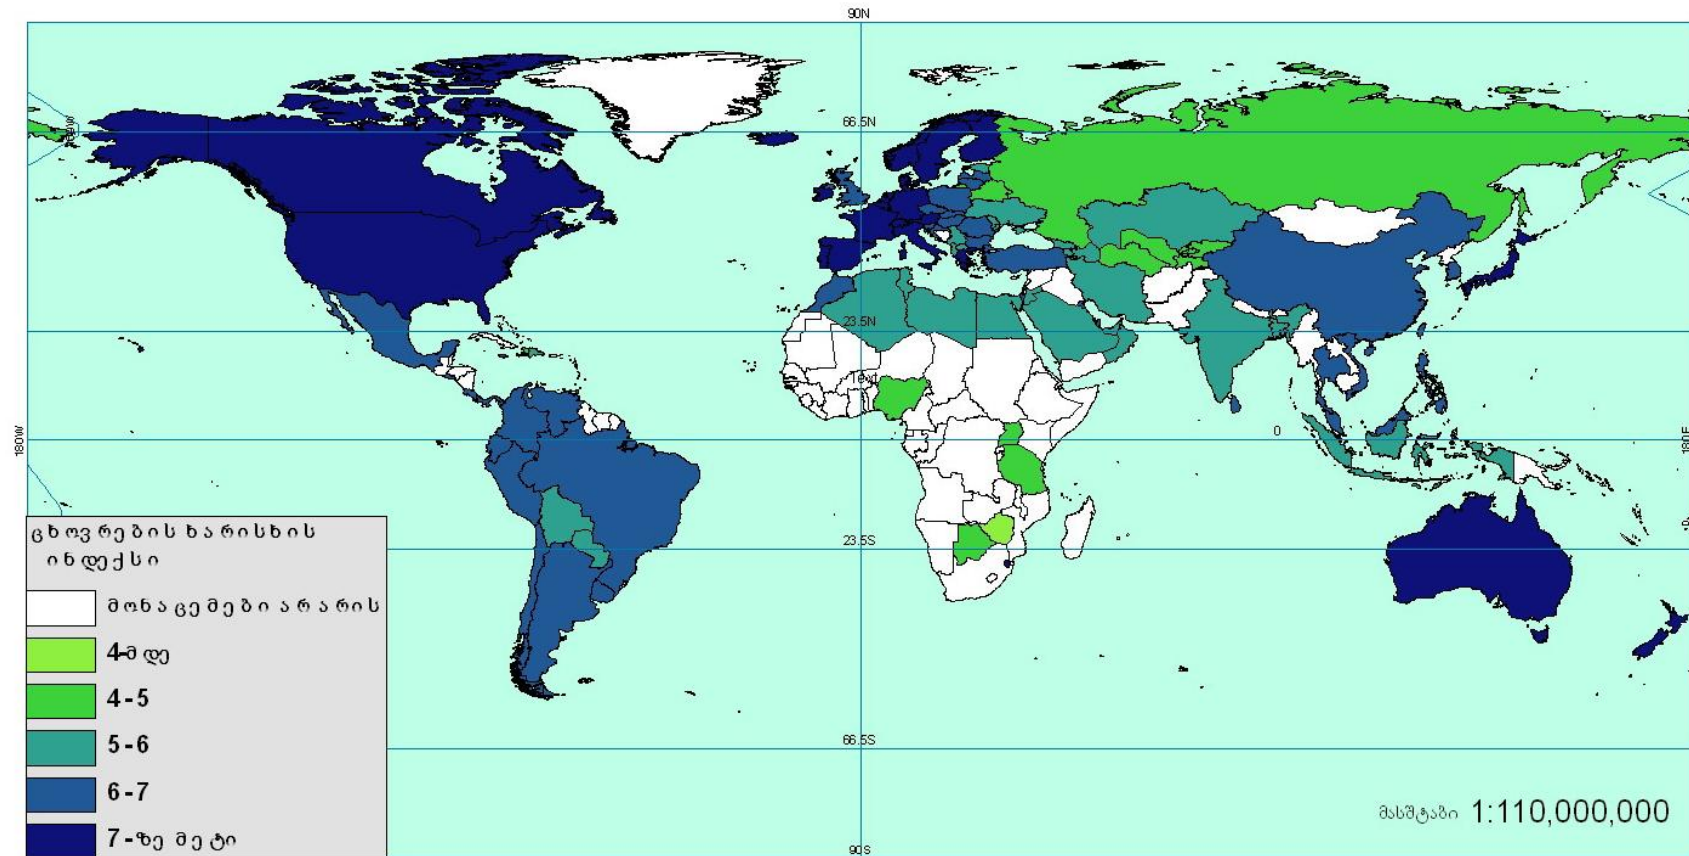 90N
66.5N
23.5N
Text
0
180W
23.5S
66.5S
90S
ცხოვრების ხარისხის
ინდექსი
მონაცემები არ არის
4-მდე
4-5
5-6
6-7
7-ზე მეტი
მასშტაბი 1:110,000,000